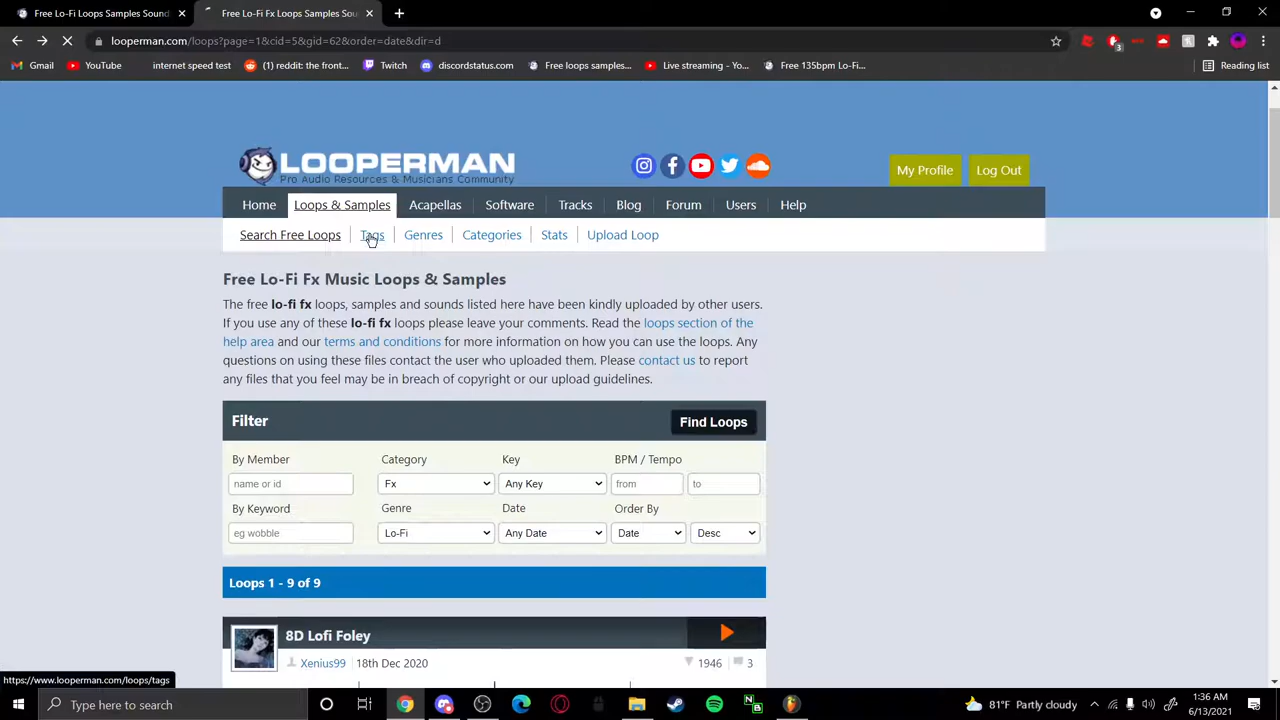 Free Lo-Fi Loops Samples Sound
Free Lo-Fi Fx Loops Samples Sou
looperman.com/loops?page=1&cid=5&gid=62&order=date&dir=d
3
Gmail
YouTube
internet speed test
(1) reddit: the front...
Twitch
discordstatus.com
Free loops samples...
Live streaming - Yo...
Free 135bpm Lo-Fi...
Reading list
LOOPERMAN
Pro Audio Resources & Musicians Community
My Profile
Log Out
Home
Loops & Samples
Acapellas
Software
Tracks
Blog
Forum
Users
Help
Search Free Loops
Tags
Genres
Categories
Stats
Upload Loop
Free Lo-Fi Fx Music Loops & Samples
The free lo-fi fx loops, samples and sounds listed here have been kindly uploaded by other users.
If you use any of these lo-fi fx loops please leave your comments. Read the loops section of the
help area and our terms and conditions for more information on how you can use the loops. Any
questions on using these files contact the user who uploaded them. Please contact us to report
any files that you feel may be in breach of copyright or our upload guidelines.
Filter
Find Loops
By Member
Category
Key
BPM / Tempo
name or id
Fx
Any Key
from
to
By Keyword
Genre
Date
Order By
eg wobble
Lo-Fi
Any Date
Date
Desc
Loops 1 - 9 of 9
8D Lofi Foley
Xenius99
18th Dec 2020
1946
3
https://www.looperman.com/loops/tags
Type here to search
81°F Partly cloudy
1:36 AM
6/13/2021